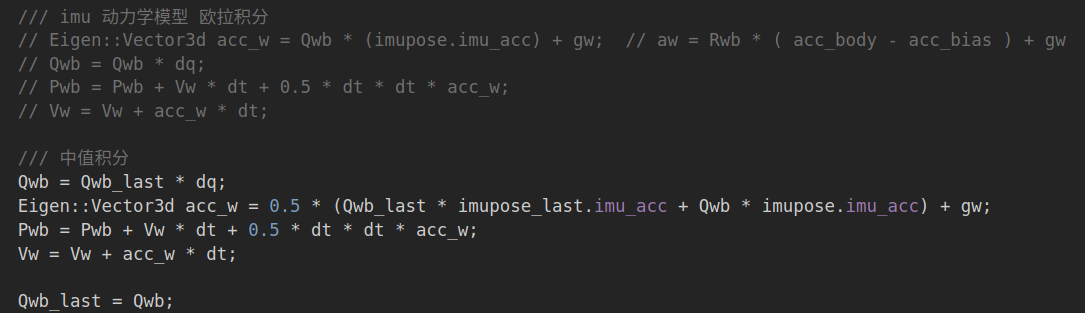 /// imu 动力学模型 欧拉积分
// Eigen::Vector3d acc_w = Qwb * (imupose.imu_acc) + gw;  // aw = Rwb * ( acc_body - acc_bias ) + gw
// Qwb = Qwb * dq;
// Pwb = Pwb + Vw * dt + 0.5 * dt * dt * acc_w;
// Vw = Vw + acc_w * dt;
/// 中值积分
Qwb = Qwb_last * dq;
Eigen::Vector3d acc_w = 0.5 * (Qwb_last * imupose_last.imu_acc + Qwb * imupose.imu_acc) + gw;
Pwb = Pwb + Vw * dt + 0.5 * dt * dt * acc_w;
Vw = Vw + acc_w * dt;
Qwb_last = Qwb;